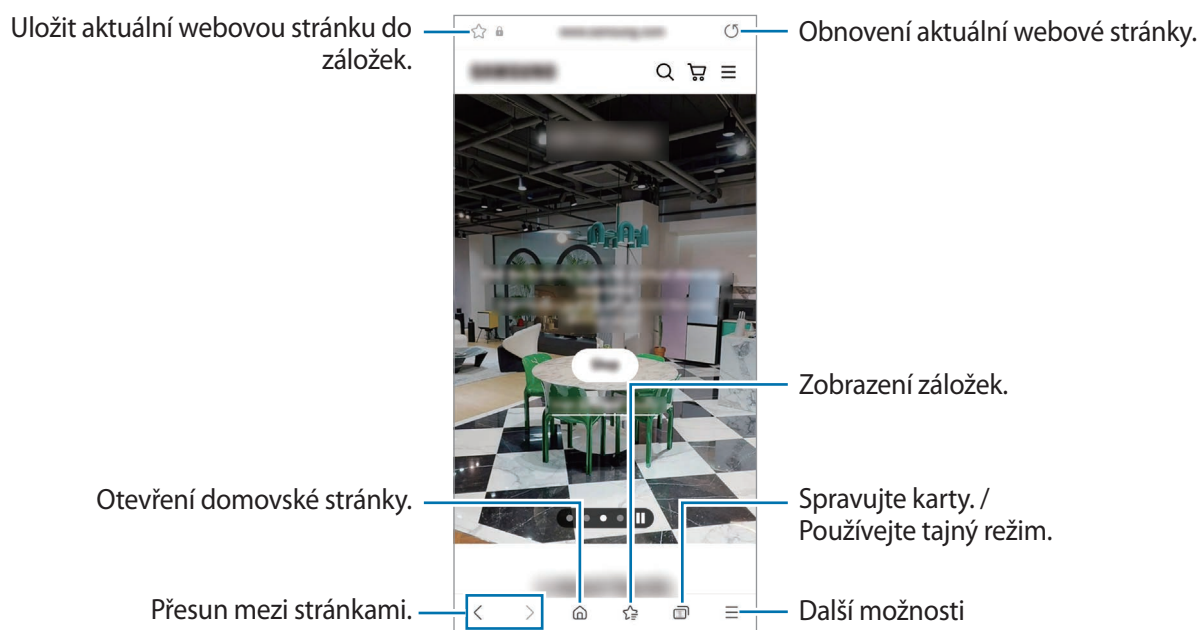 Uložit aktuální webovou stránku do
záložek.
Obnovení aktuální webové stránky.
Zobrazení záložek.
Otevření domovské stránky.
Spravujte karty. /
Používejte tajný režim.
Přesun mezi stránkami.
Další možnosti